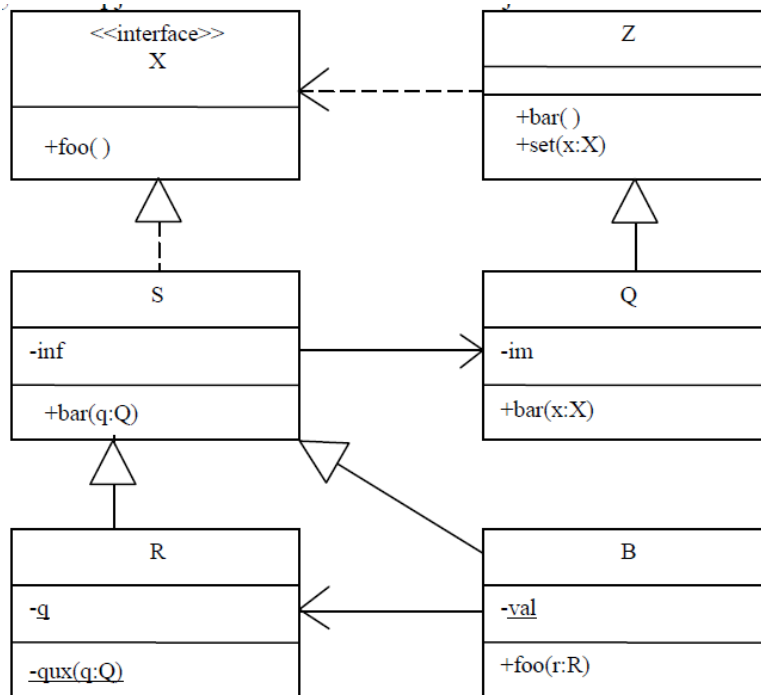 <<interface>>
X
+foo( )
Z
+bar( )
+set(x:X)
S
-inf
+bar(q:Q)
Q
-im
+bar(x:X)
R
-q
-qux(q:Q)
B
-val
+foo(r:R)